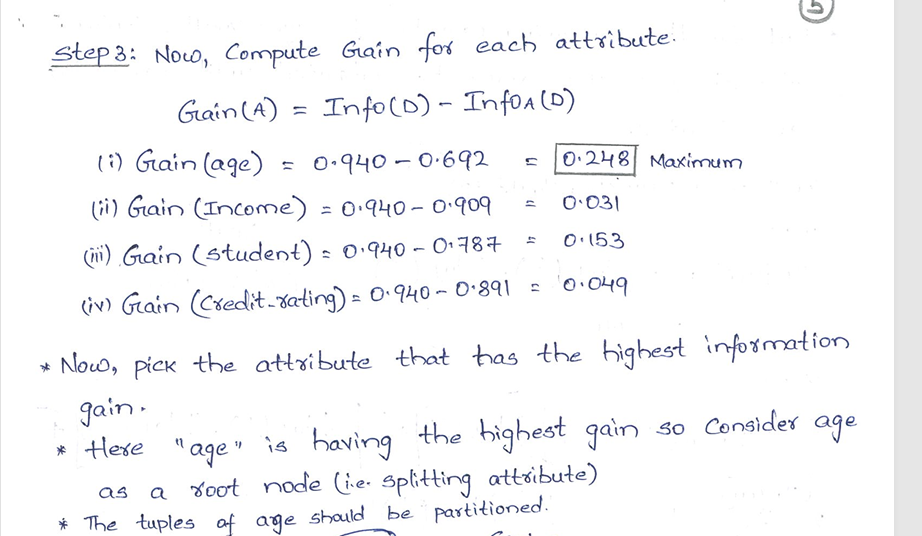 5
Step 3: Now, Compute Gain for each attribute.
Gain(A) = Info(D) - InfoA(D)
(i) Gain (age) = 0.940 - 0.692 = 0.248 Maximum
(ii) Gain (Income) = 0.940 - 0.909 = 0.031
(iii) Gain (student) = 0.940 - 0.787 = 0.153
(iv) Gain (Credit-rating) = 0.940 - 0.891 = 0.049
* Now, pick the attribute that has the highest information
gain.
* Here "age" is having the highest gain so Consider age
as a root node (i.e. splitting attribute)
* The tuples of age should be partitioned.